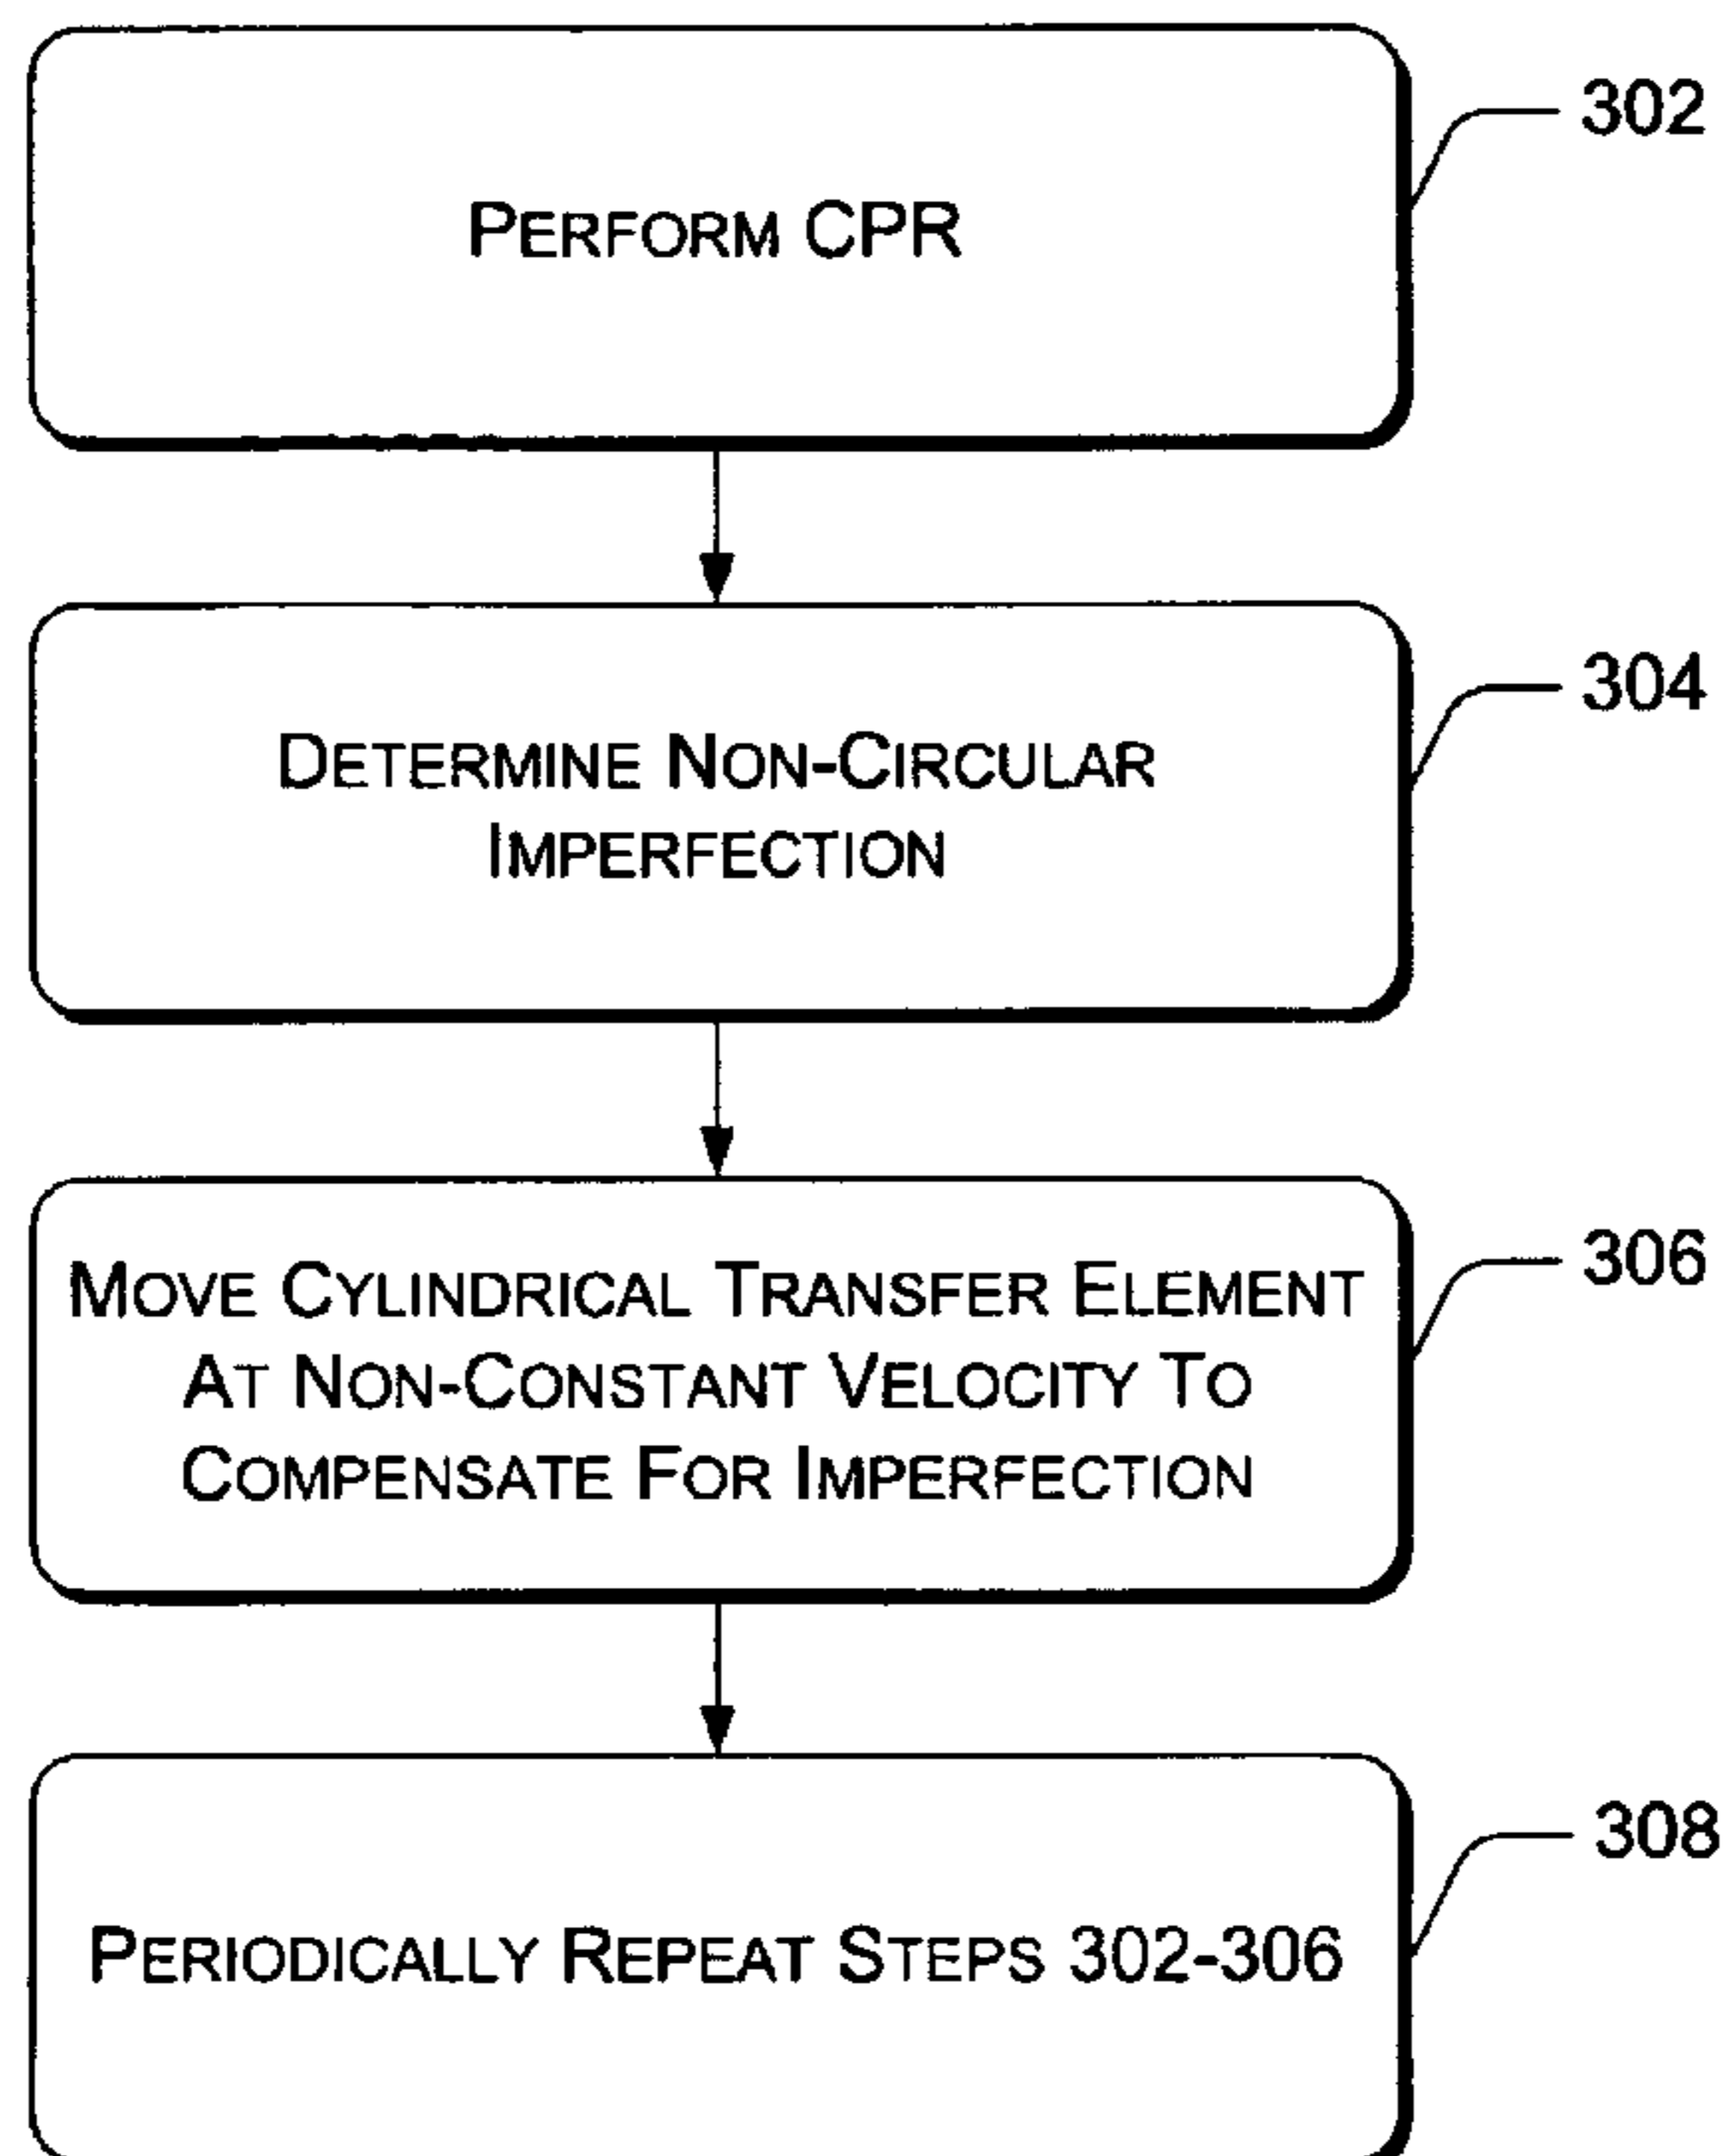 PERFORM CPR
302
DETERMINE NON-CIRCULAR
IMPERFECTION
304
MOVE CYLINDRICAL TRANSFER ELEMENT
AT NON-CONSTANT VELOCITY TO
COMPENSATE FOR IMPERFECTION
306
PERIODICALLY REPEAT STEPS 302-306
308